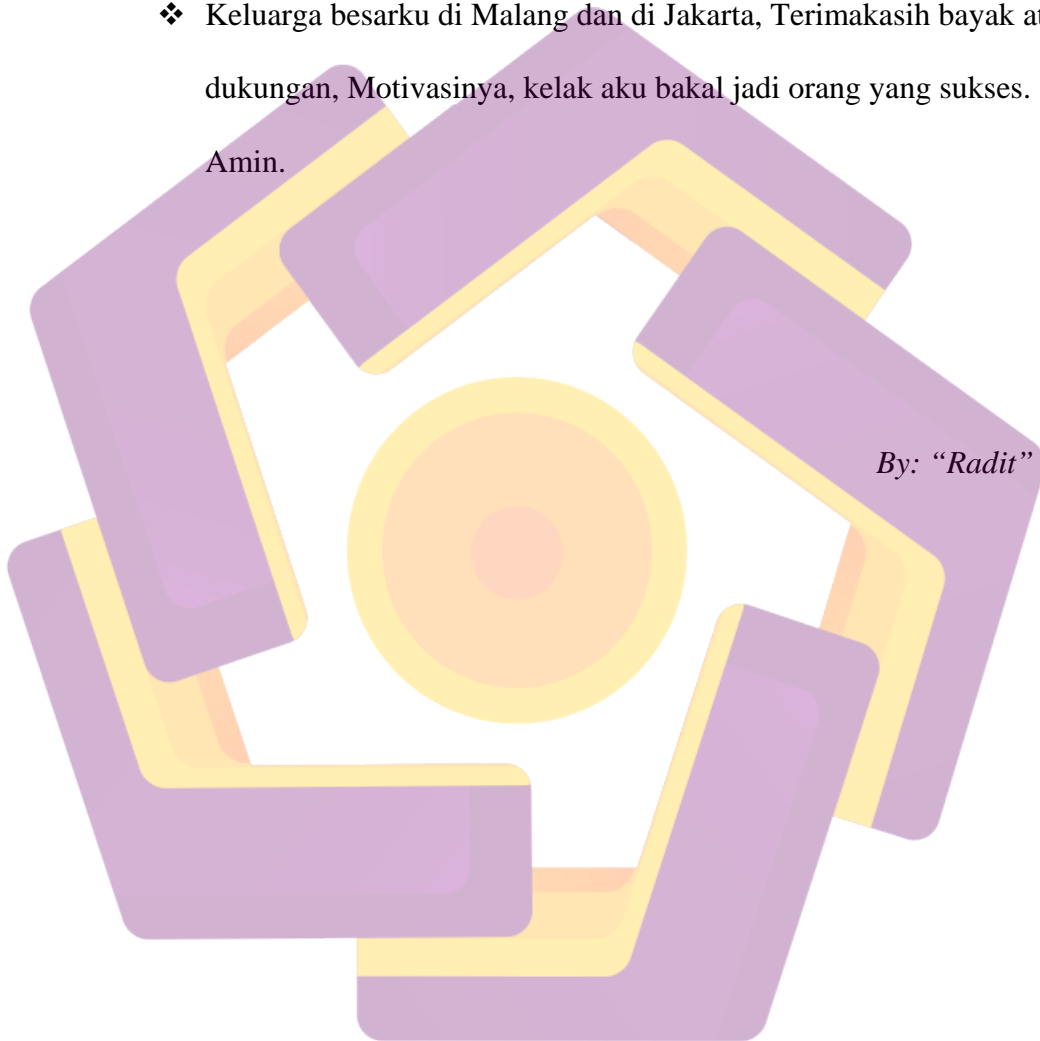 ❖ Keluarga besarku di Malang dan di Jakarta, Terimakasih bayak
dukungan, Motivasinya, kelak aku bakal jadi orang yang sukses.
Amin.
By: “Radit”